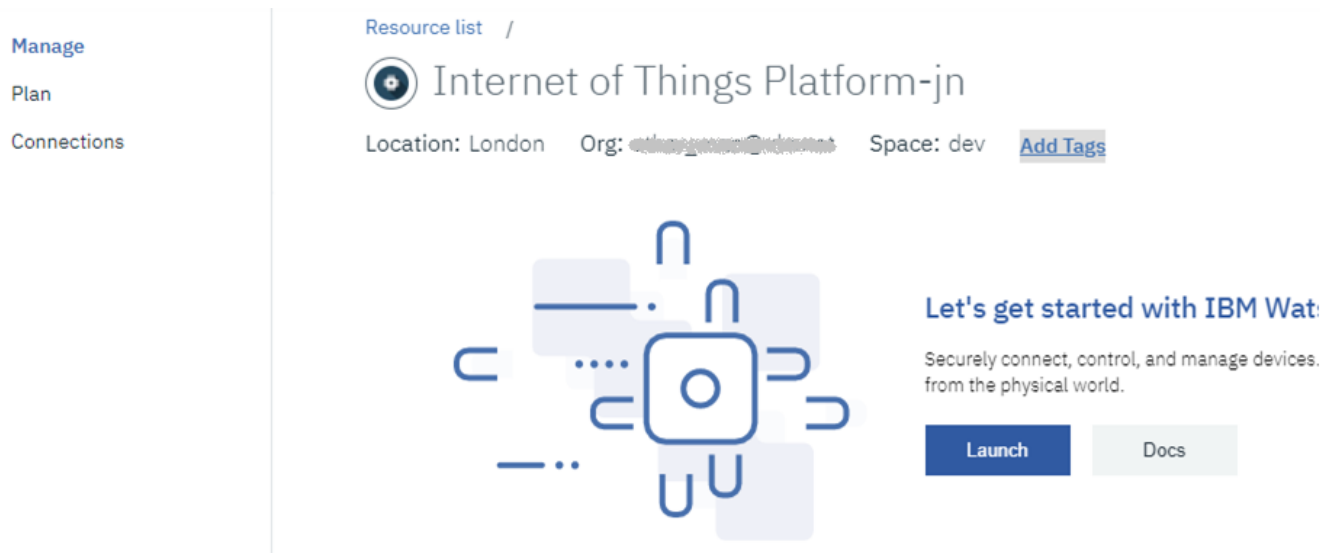 Manage
Plan
Connections
Resource list /
Internet of Things Platform-jn
Location: London Org: Space: dev Add Tags
Let's get started with IBM
Securely connect, control, and manage devices.
from the physical world.
Launch Docs